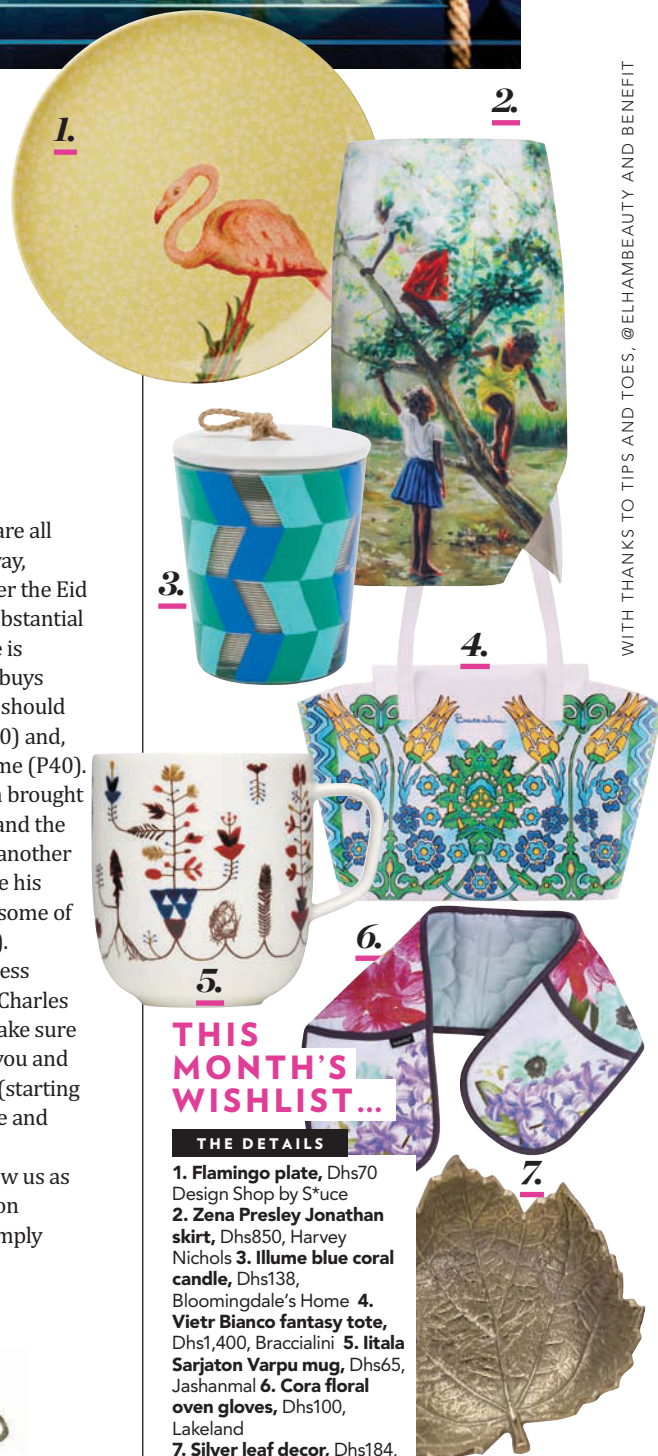 1.
2.
WITH THANKS TO TIPS AND TOES, @ELHAMBEAUTY AND BENEFIT
are all
er the Eid
bstantial
is
buys
should
0) and,
me (P40).
brought
and the
another
his
some of
).
ess
Charles
ake sure
you and
(starting
e and
w us as
on
mply
3.
4.
Braccialini
5.
6.
7.
THIS
MONTH'S
WISHLIST...
THE DETAILS
1. Flamingo plate, Dhs70
Design Shop by S*uce
2. Zena Presley Jonathan
skirt, Dhs850, Harvey
Nichols 3. Illume blue coral
candle, Dhs138,
Bloomingdale's Home 4.
Vietr Bianco fantasy tote,
Dhs1,400, Braccialini 5. Iitala
Sarjaton Varpu mug, Dhs65,
Jashanmal 6. Cora floral
oven gloves, Dhs100,
Lakeland
7. Silver leaf decor, Dhs184,